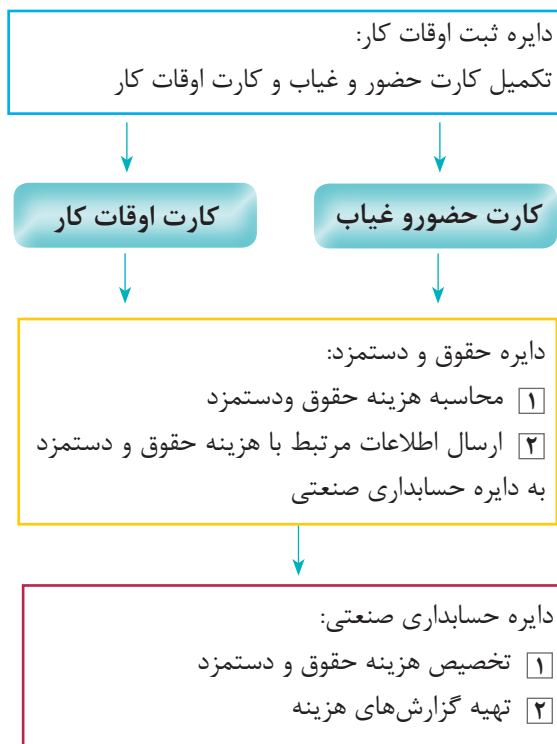 دایره ثبت اوقات کار:
تکمیل کارت حضور و غیاب و کارت اوقات کار
کارت حضورو غیاب
کارت اوقات کار
دایره حقوق و دستمزد:
۱ محاسبه هزینه حقوق ودستمزد
۲ ارسال اطلاعات مرتبط با هزینه حقوق و دستمزد
به دایره حسابداری صنعتی
دایره حسابداری صنعتی:
۱ تخصیص هزینه حقوق و دستمزد
۲ تهیه گزارش‌های هزینه